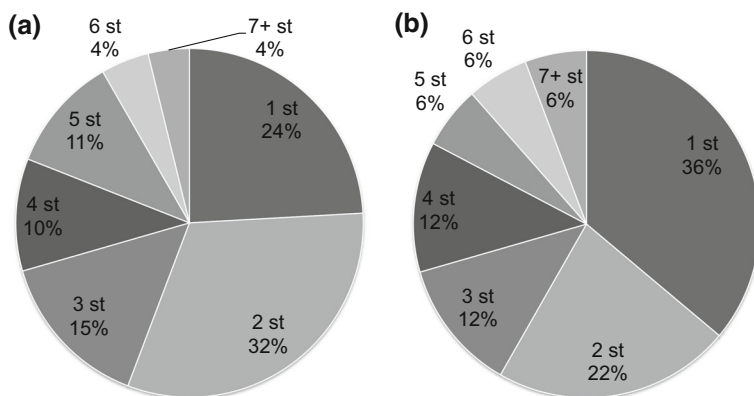 (a)
6 st
4%
7+ st
4%
1 st
24%
2 st
32%
3 st
15%
4 st
10%
5 st
11%
(b)
6 st
6%
7+ st
6%
5 st
6%
1 st
36%
2 st
22%
3 st
12%
4 st
12%